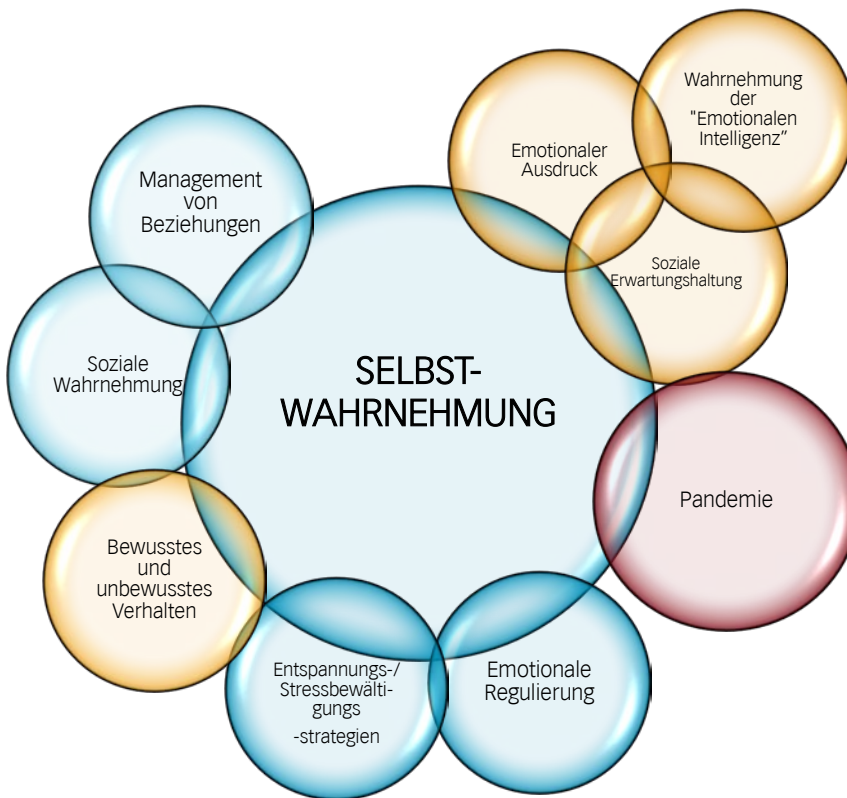 Wahrnehmung
der
"Emotionalen
Intelligenz”
Emotionaler
Ausdruck
Soziale
Erwartungshaltung
Management
von
Beziehungen
Soziale
Wahrnehmung
SELBST-
WAHRNEHMUNG
Pandemie
Bewusstes
und
unbewusstes
Verhalten
Entspannungs-/
Stressbewälti-
gungs
-strategien
Emotionale
Regulierung